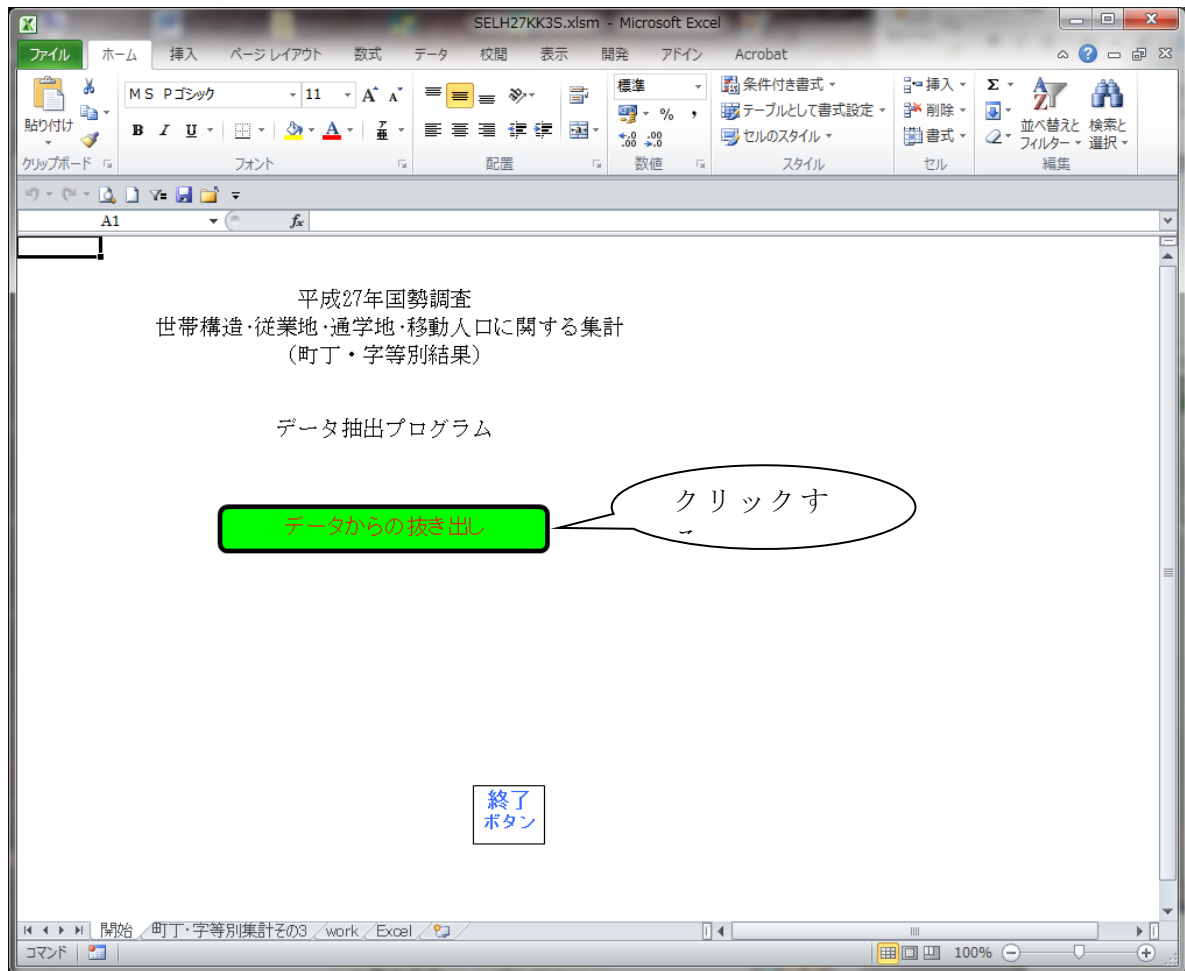 SELH27KK3S.xlsm - Microsoft Excel
ファイル ホーム 挿入 ページ レイアウト 数式 データ 校閲 表示 開発 アドイン Acrobat
ＭＳ Ｐゴシック 11 標準
条件付き書式
テーブルとして書式設定
セルのスタイル
挿入
削除
書式
貼り付け
並べ替えと
フィルター
検索と
選択
クリップボード フォント 配置 数値 スタイル セル 編集
A1 fx
平成27年国勢調査
世帯構造･従業地･通学地･移動人口に関する集計
（町丁・字等別結果）
データ抽出プログラム
クリックす
データからの抜き出し
終了
ボタン
開始 町丁･字等別集計その3 work Excel
コマンド 100%